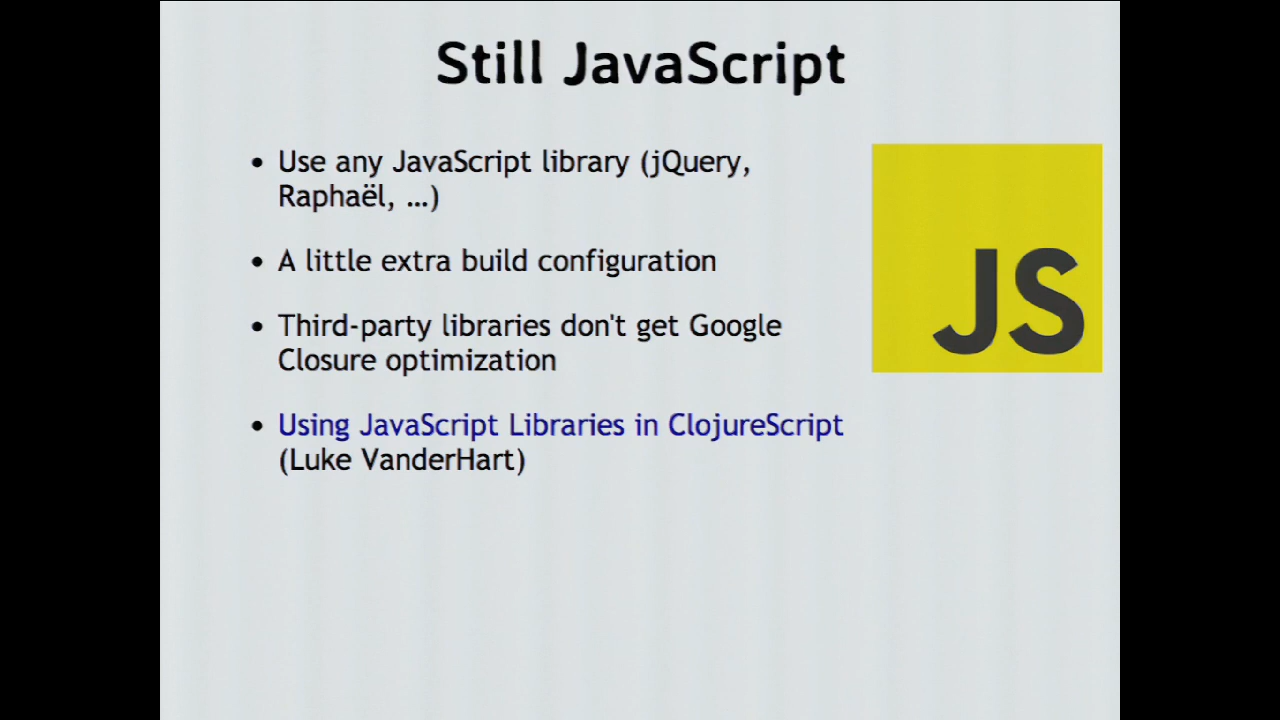 Still JavaScript
• Use any JavaScript library (jQuery,
Raphaël, ...)
• A little extra build configuration
• Third-party libraries don't get Google
Closure optimization
• Using JavaScript Libraries in ClojureScript
(Luke VanderHart)
JS